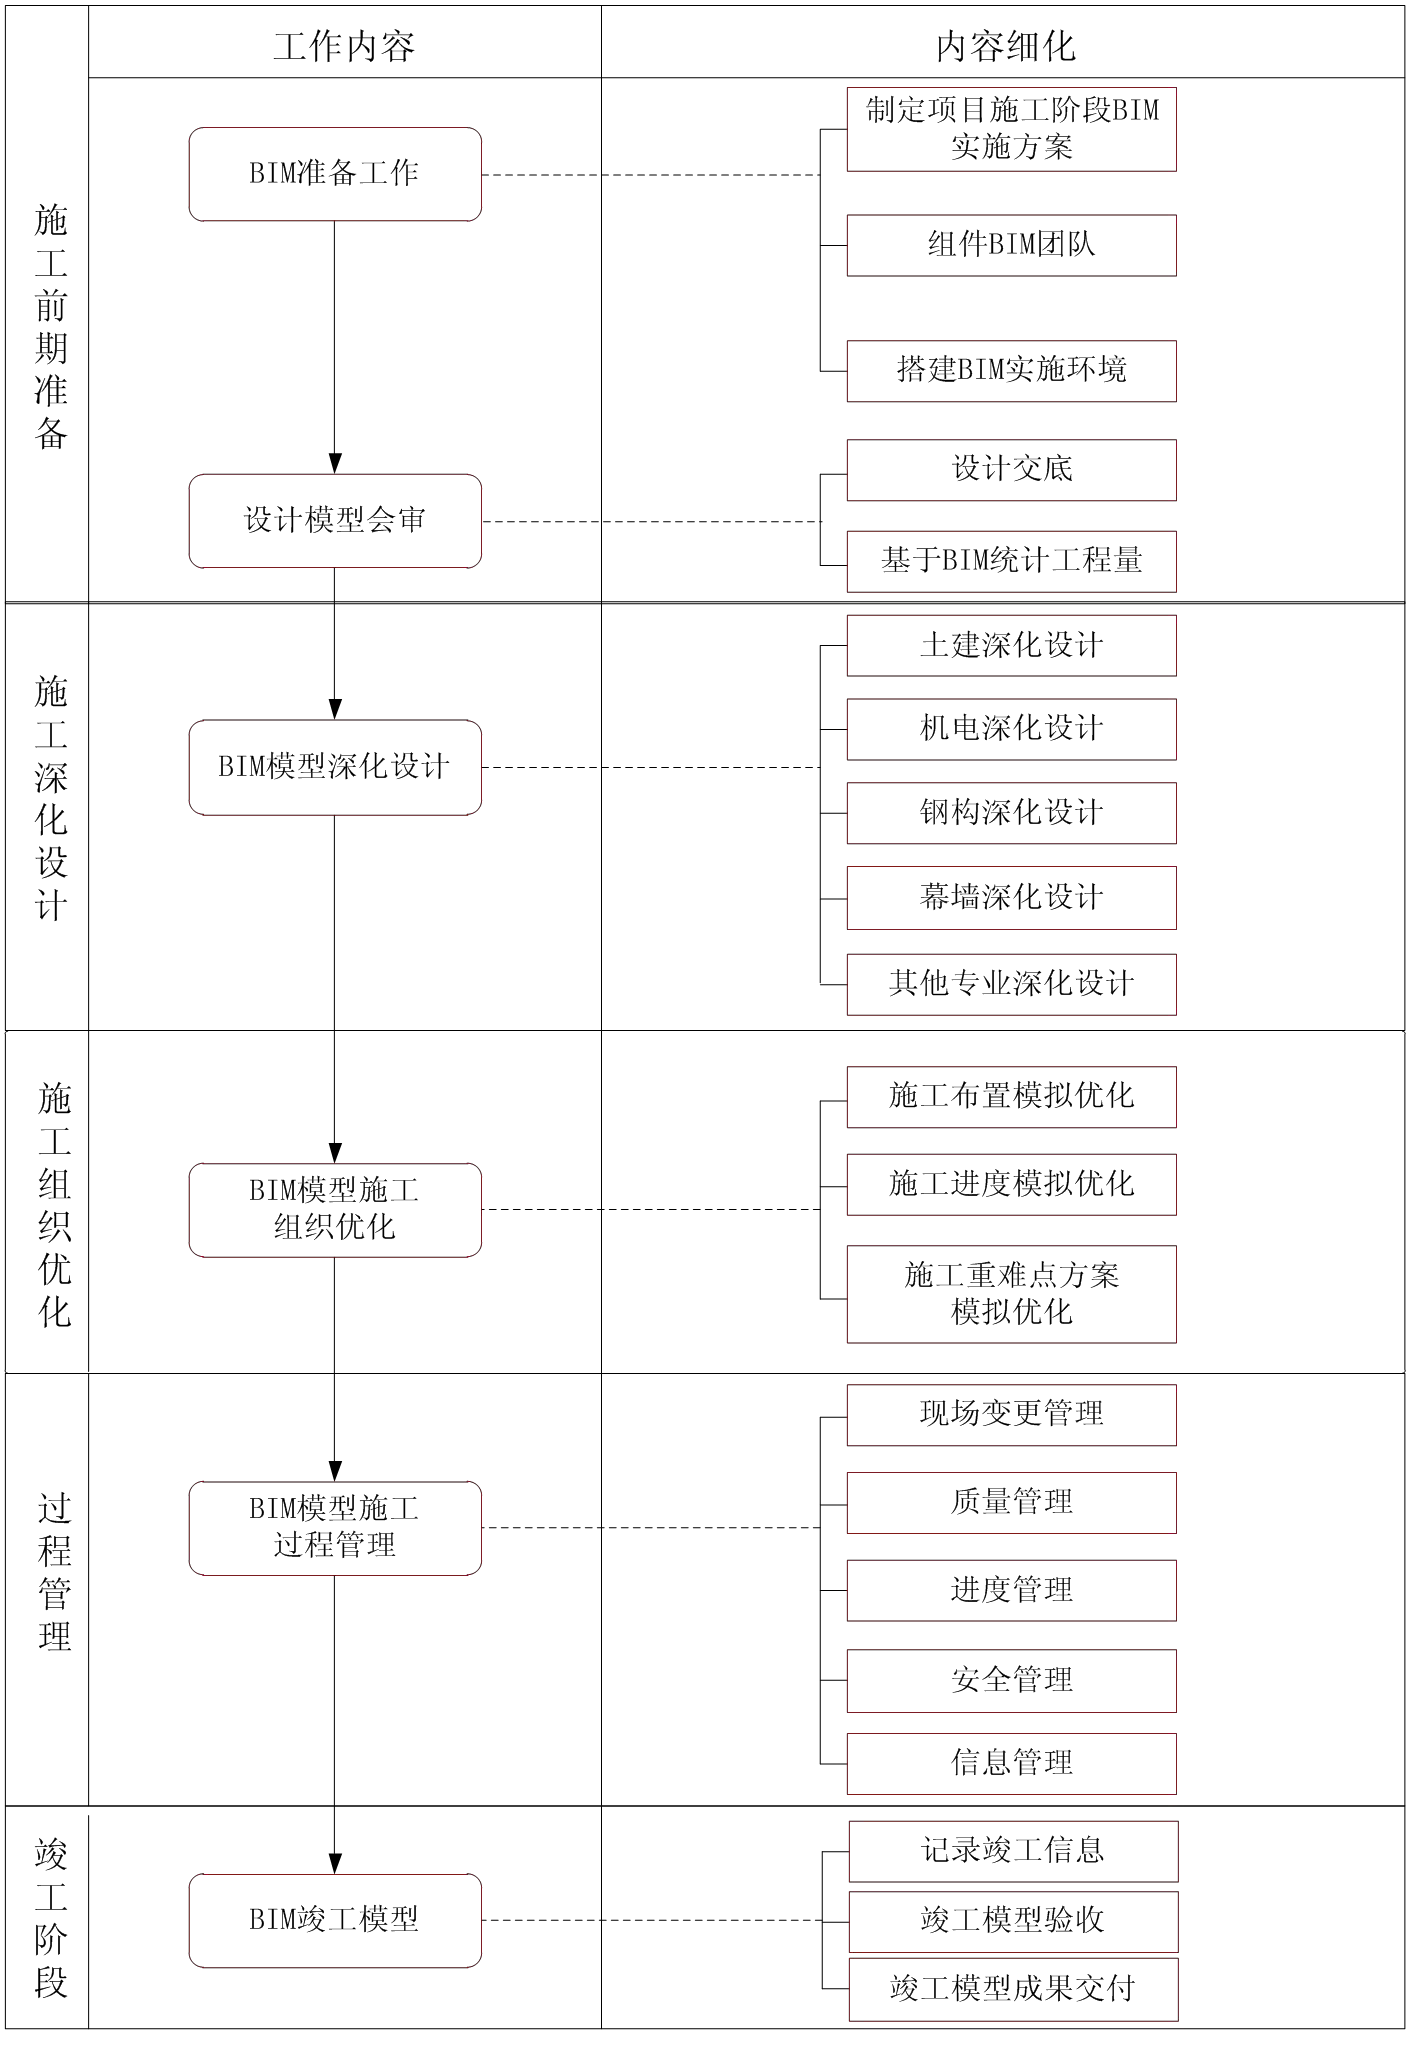 工作内容
内容细化
施工前期准备
BIM准备工作
制定项目施工阶段BIM
实施方案
组件BIM团队
搭建BIM实施环境
设计模型会审
设计交底
基于BIM统计工程量
施工深化设计
BIM模型深化设计
土建深化设计
机电深化设计
钢构深化设计
幕墙深化设计
其他专业深化设计
施工组织优化
BIM模型施工
组织优化
施工布置模拟优化
施工进度模拟优化
施工重难点方案
模拟优化
过程管理
BIM模型施工
过程管理
现场变更管理
质量管理
进度管理
安全管理
信息管理
竣工阶段
BIM竣工模型
记录竣工信息
竣工模型验收
竣工模型成果交付